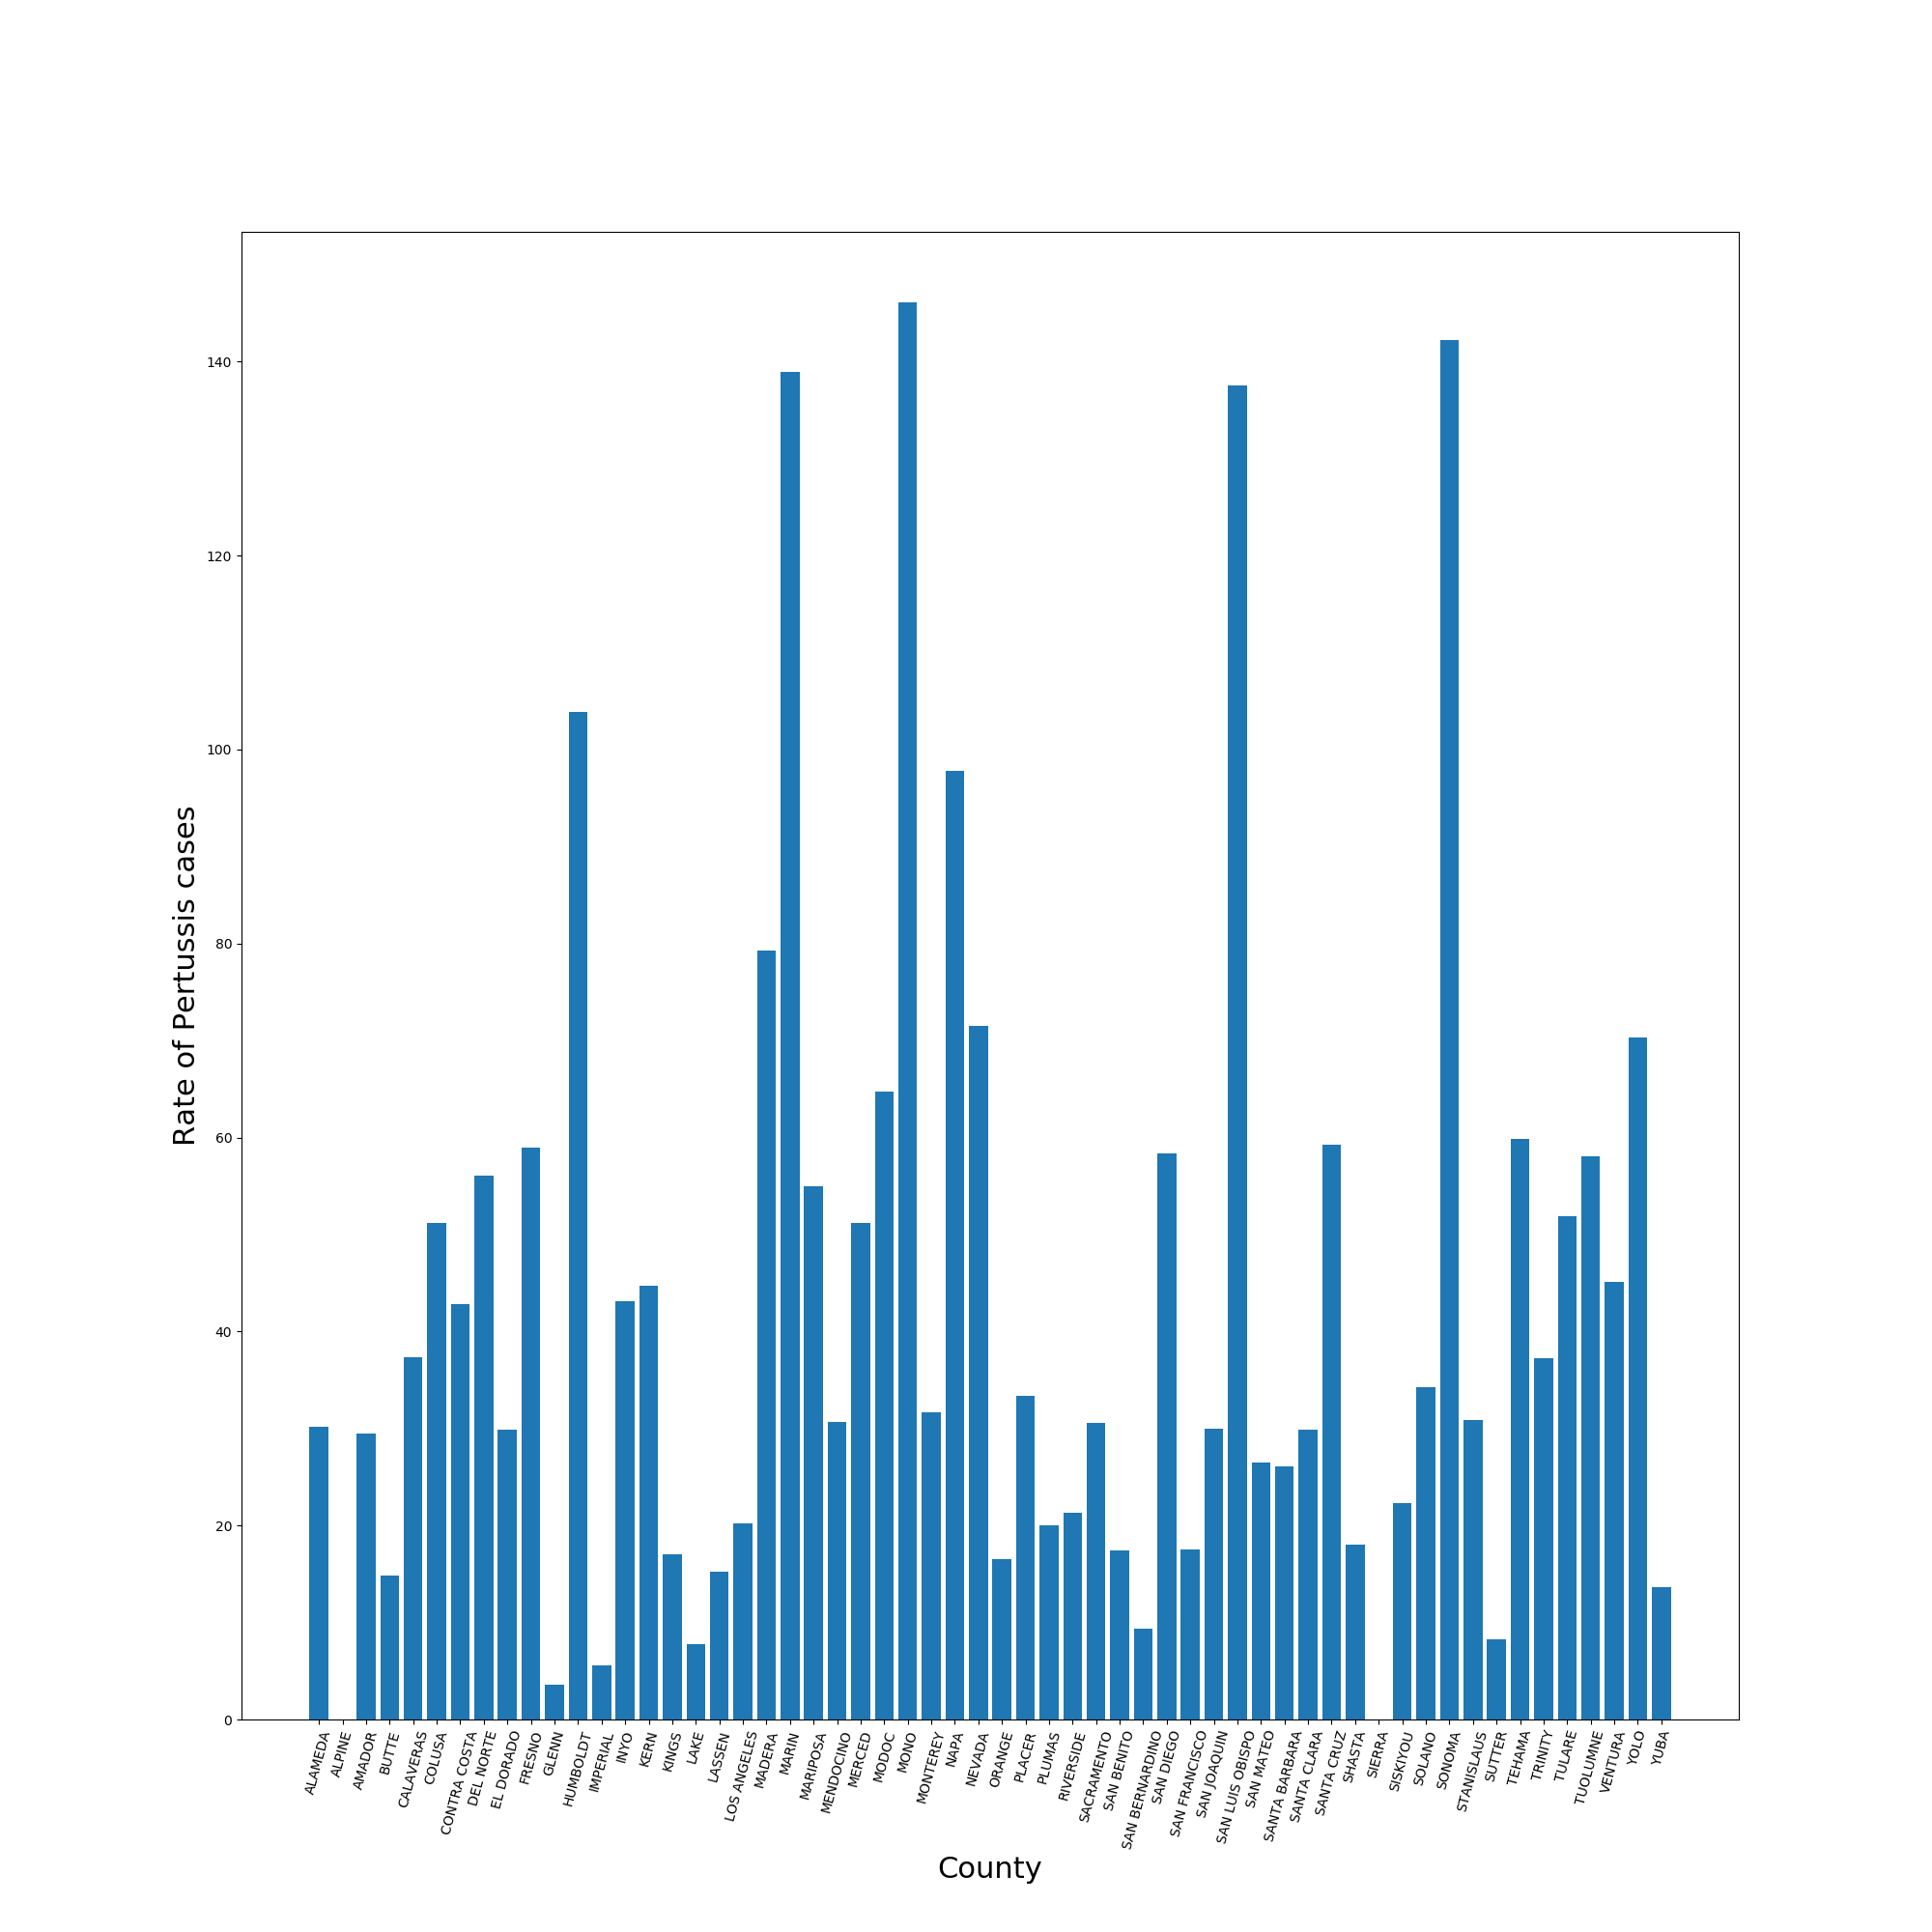 Rate of Pertussis cases
140
120
100
80
60
40
20
0
ALAMEDA
ALPINE
AMADOR
BUTTE
CALAVERAS
COLUSA
CONTRA COSTA
DEL NORTE
EL DORADO
FRESNO
GLENN
HUMBOLDT
IMPERIAL
INYO
KERN
KINGS
LAKE
LASSEN
LOS ANGELES
MADERA
MARIN
MARIPOSA
MENDOCINO
MERCED
MODOC
MONO
MONTEREY
NAPA
NEVADA
ORANGE
PLACER
PLUMAS
RIVERSIDE
SACRAMENTO
SAN BENITO
SAN BERNARDINO
SAN DIEGO
SAN FRANCISCO
SAN JOAQUIN
SAN LUIS OBISPO
SAN MATEO
SANTA BARBARA
SANTA CLARA
SANTA CRUZ
SHASTA
SIERRA
SISKIYOU
SOLANO
SONOMA
STANISLAUS
SUTTER
TEHAMA
TRINITY
TULARE
TUOLUMNE
VENTURA
YOLO
YUBA
County